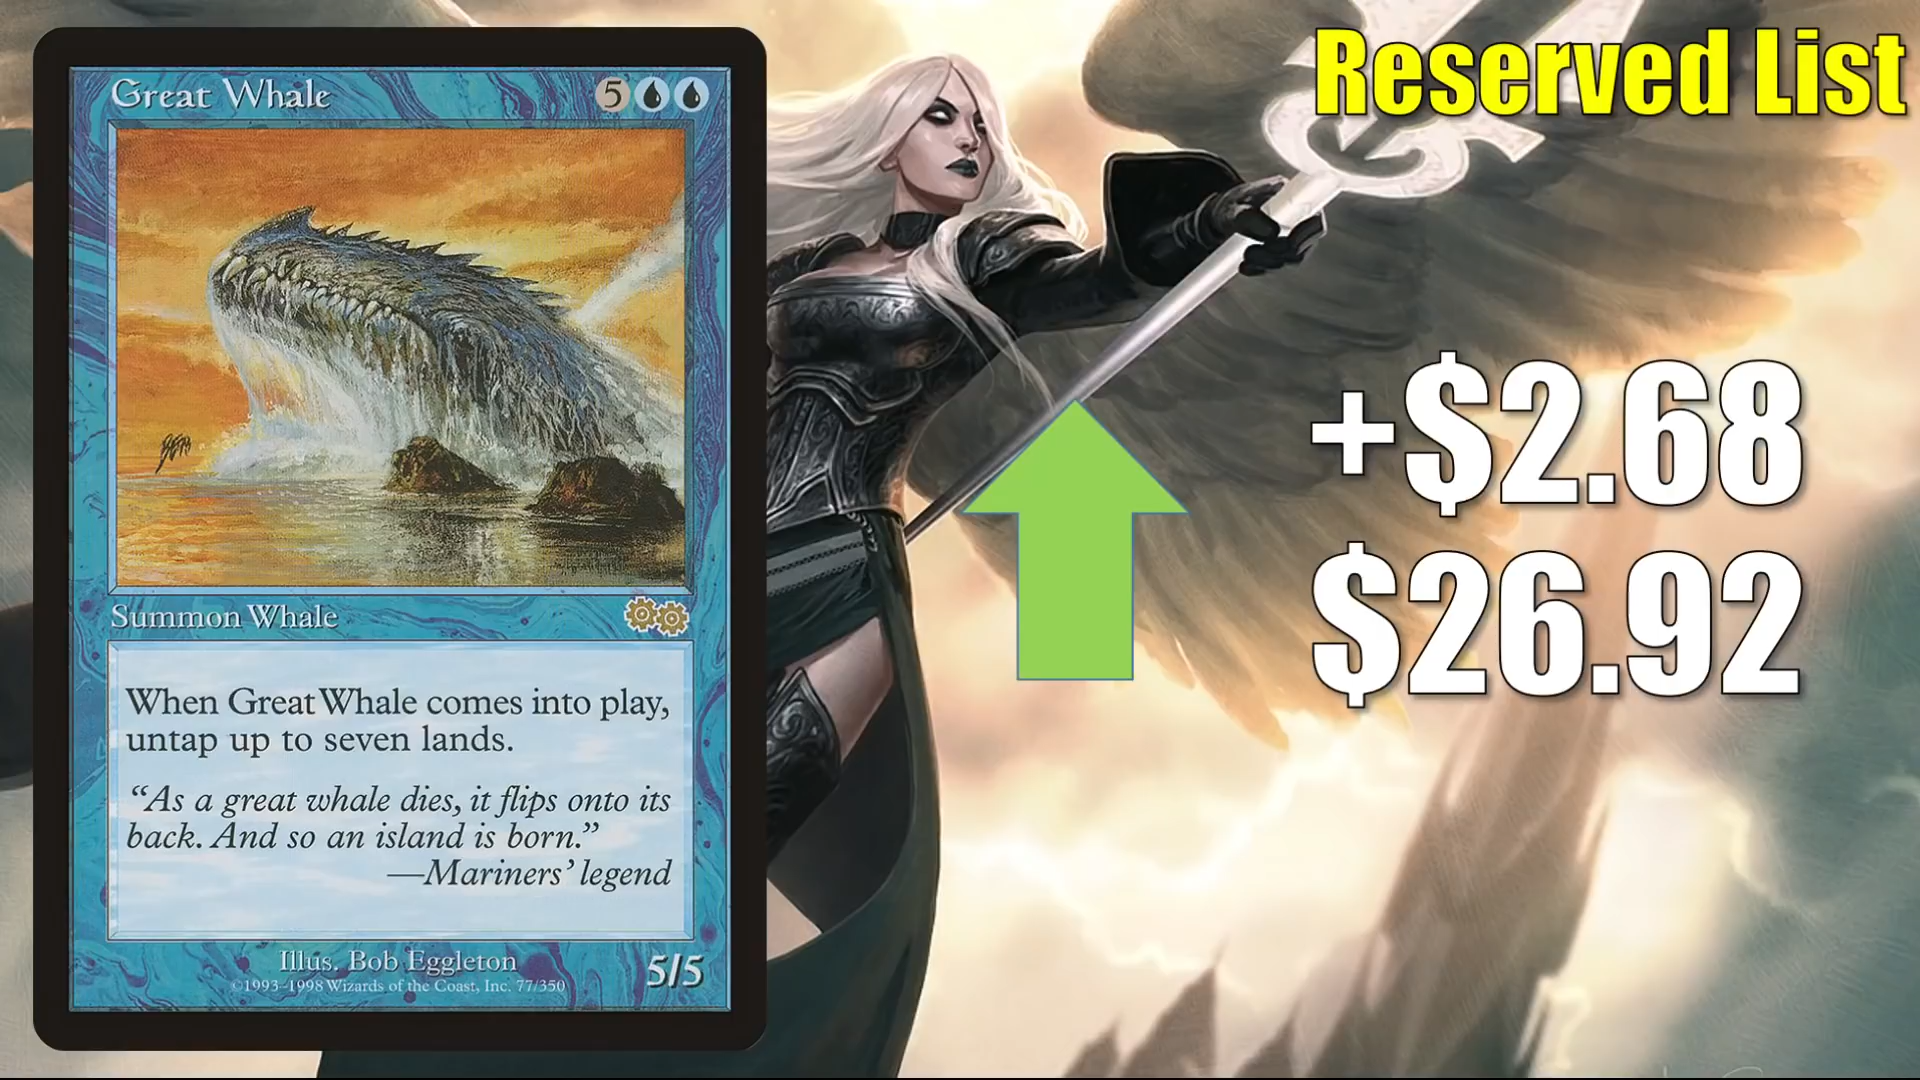 Great Whale 5
Reserved List
+$2.68
$26.92
Summon Whale
When Great Whale comes into play,
untap up to seven lands.
“As a great whale dies, it flips onto its
back. And so an island is born.”
—Mariners’ legend
Illus. Bob Eggleton
©1993–1998 Wizards of the Coast, Inc. 77/350
5/5